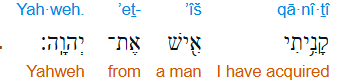 Yah·weh. ’eṯ- ’îš qā·nî·ṯî
קָנִ֥יתִי אִ֖ישׁ אֶת־ יְהוָֽה׃ .
Yahweh from a man I have acquired